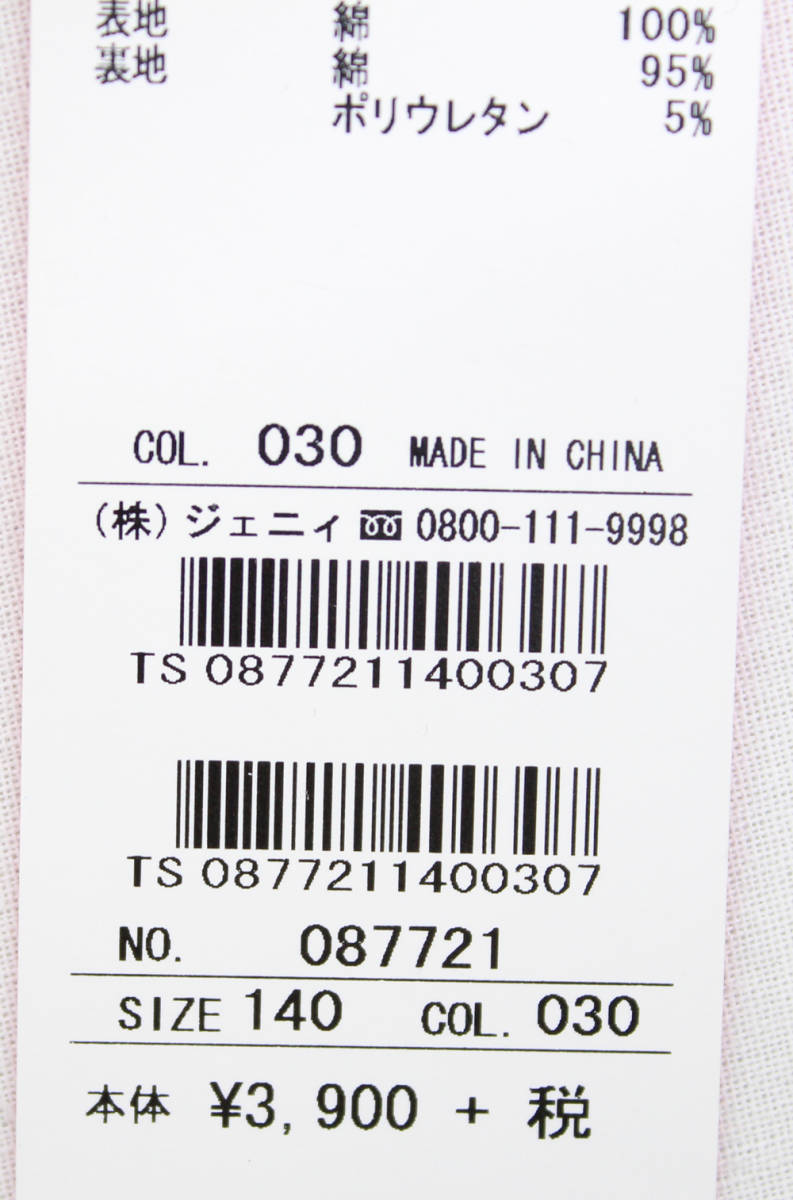 表地 綿 100%
裏地 綿 95%
ポリウレタン 5%
COL. 030 MADE IN CHINA
(株)ジェニィ 0800-111-9998
TS 0877211400307
TS 0877211400307
NO. 087721
SIZE 140 COL. 030
本体 ¥3,900 + 税